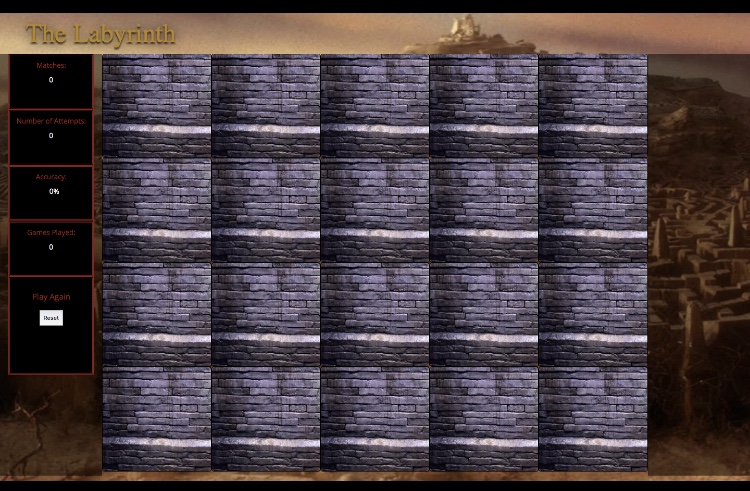 The Labyrinth
Matches:
0
Number of Attempts:
0
Accuracy:
0%
Games Played:
0
Play Again
Reset